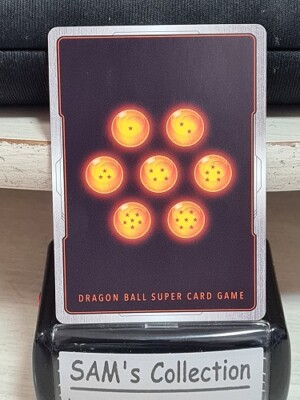 DRAGON BALL SUPER CARD GAME
SAM's Collection